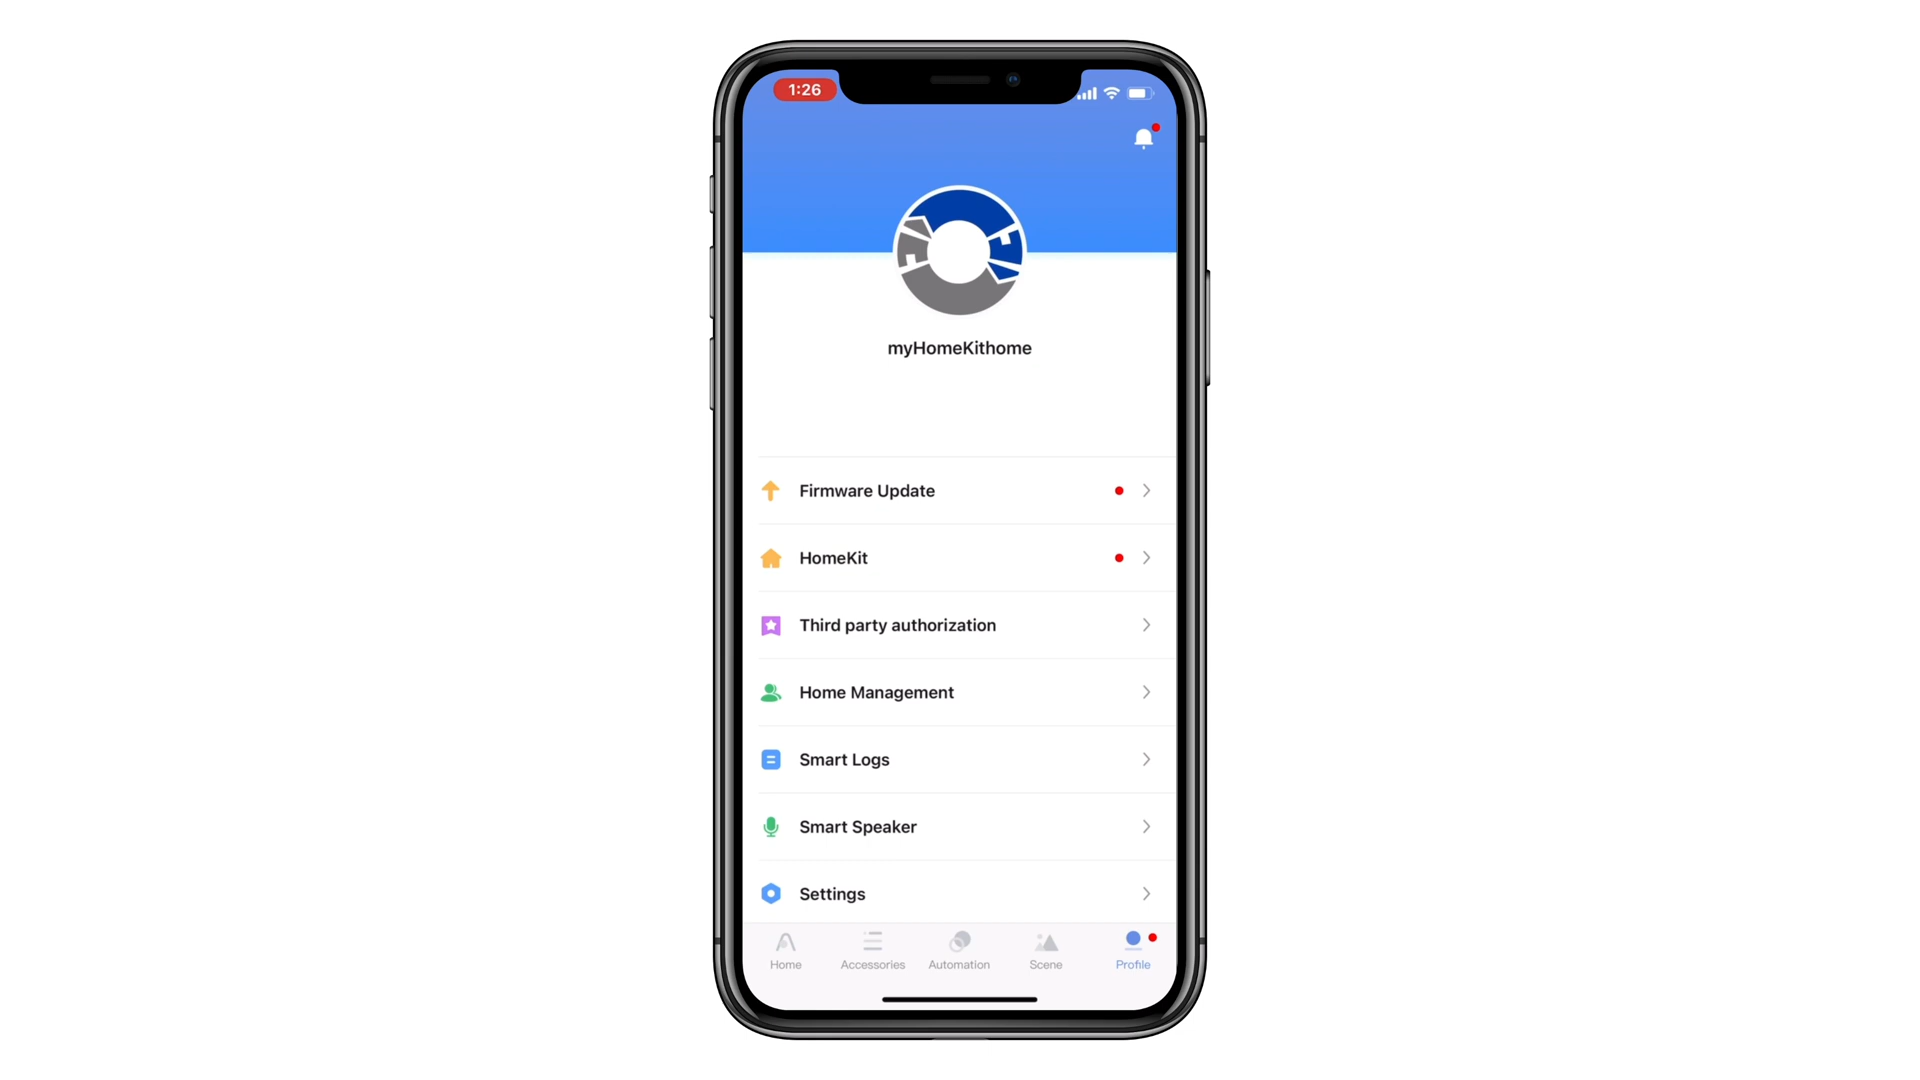 1:26
myHomeKithome
Firmware Update
HomeKit
Third party authorization
Home Management
Smart Logs
Smart Speaker
Settings
Home
Accessories
Automation
Scene
Profile